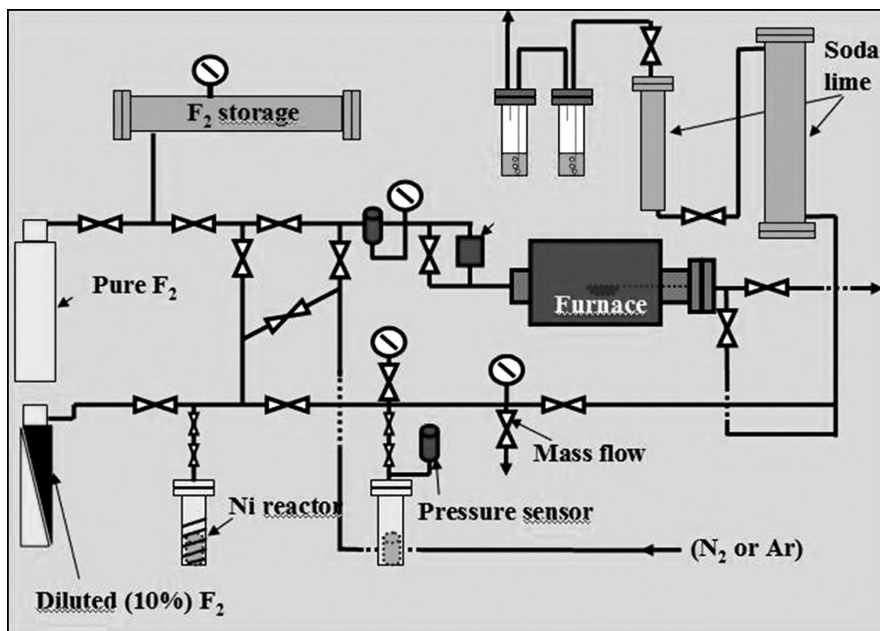 Soda
lime
F₂ storage
Pure F₂
Furnace
Mass flow
Ni reactor
Pressure sensor
(N₂ or Ar)
Diluted (10%) F₂